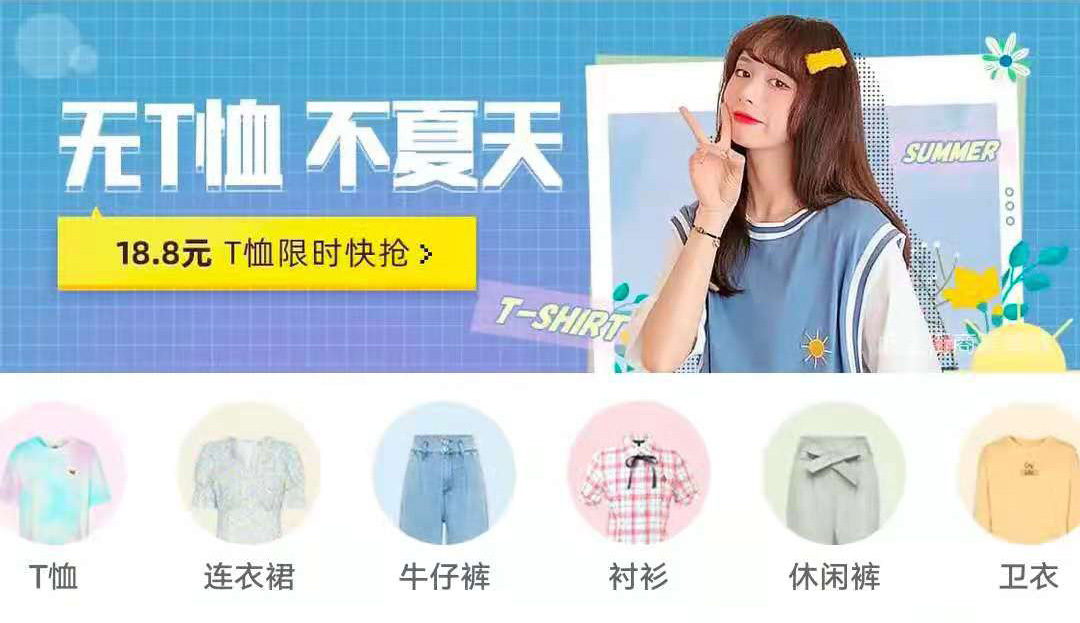 无T恤 不夏天
18.8元 T恤限时快抢
SUMMER
T-SHIRT
T恤
连衣裙
牛仔裤
衬衫
休闲裤
卫衣